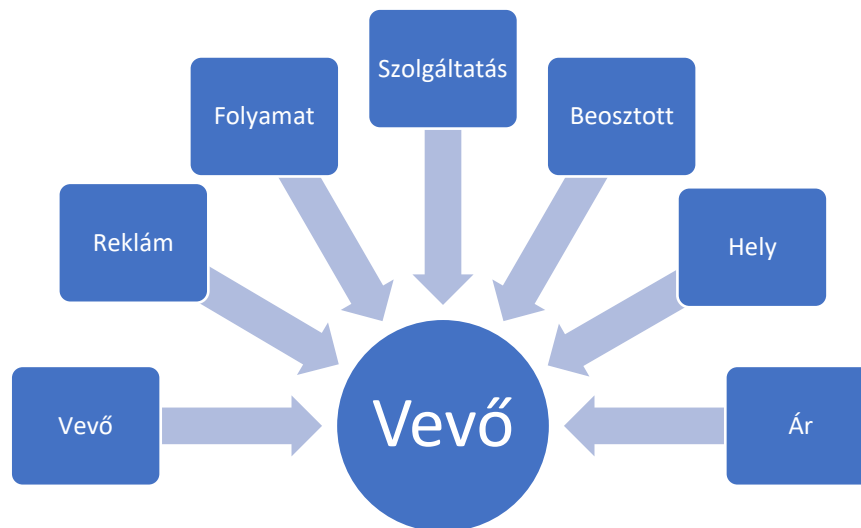 Szolgáltatás
Folyamat
Beosztott
Reklám
Hely
Vevő
Vevő
Ár